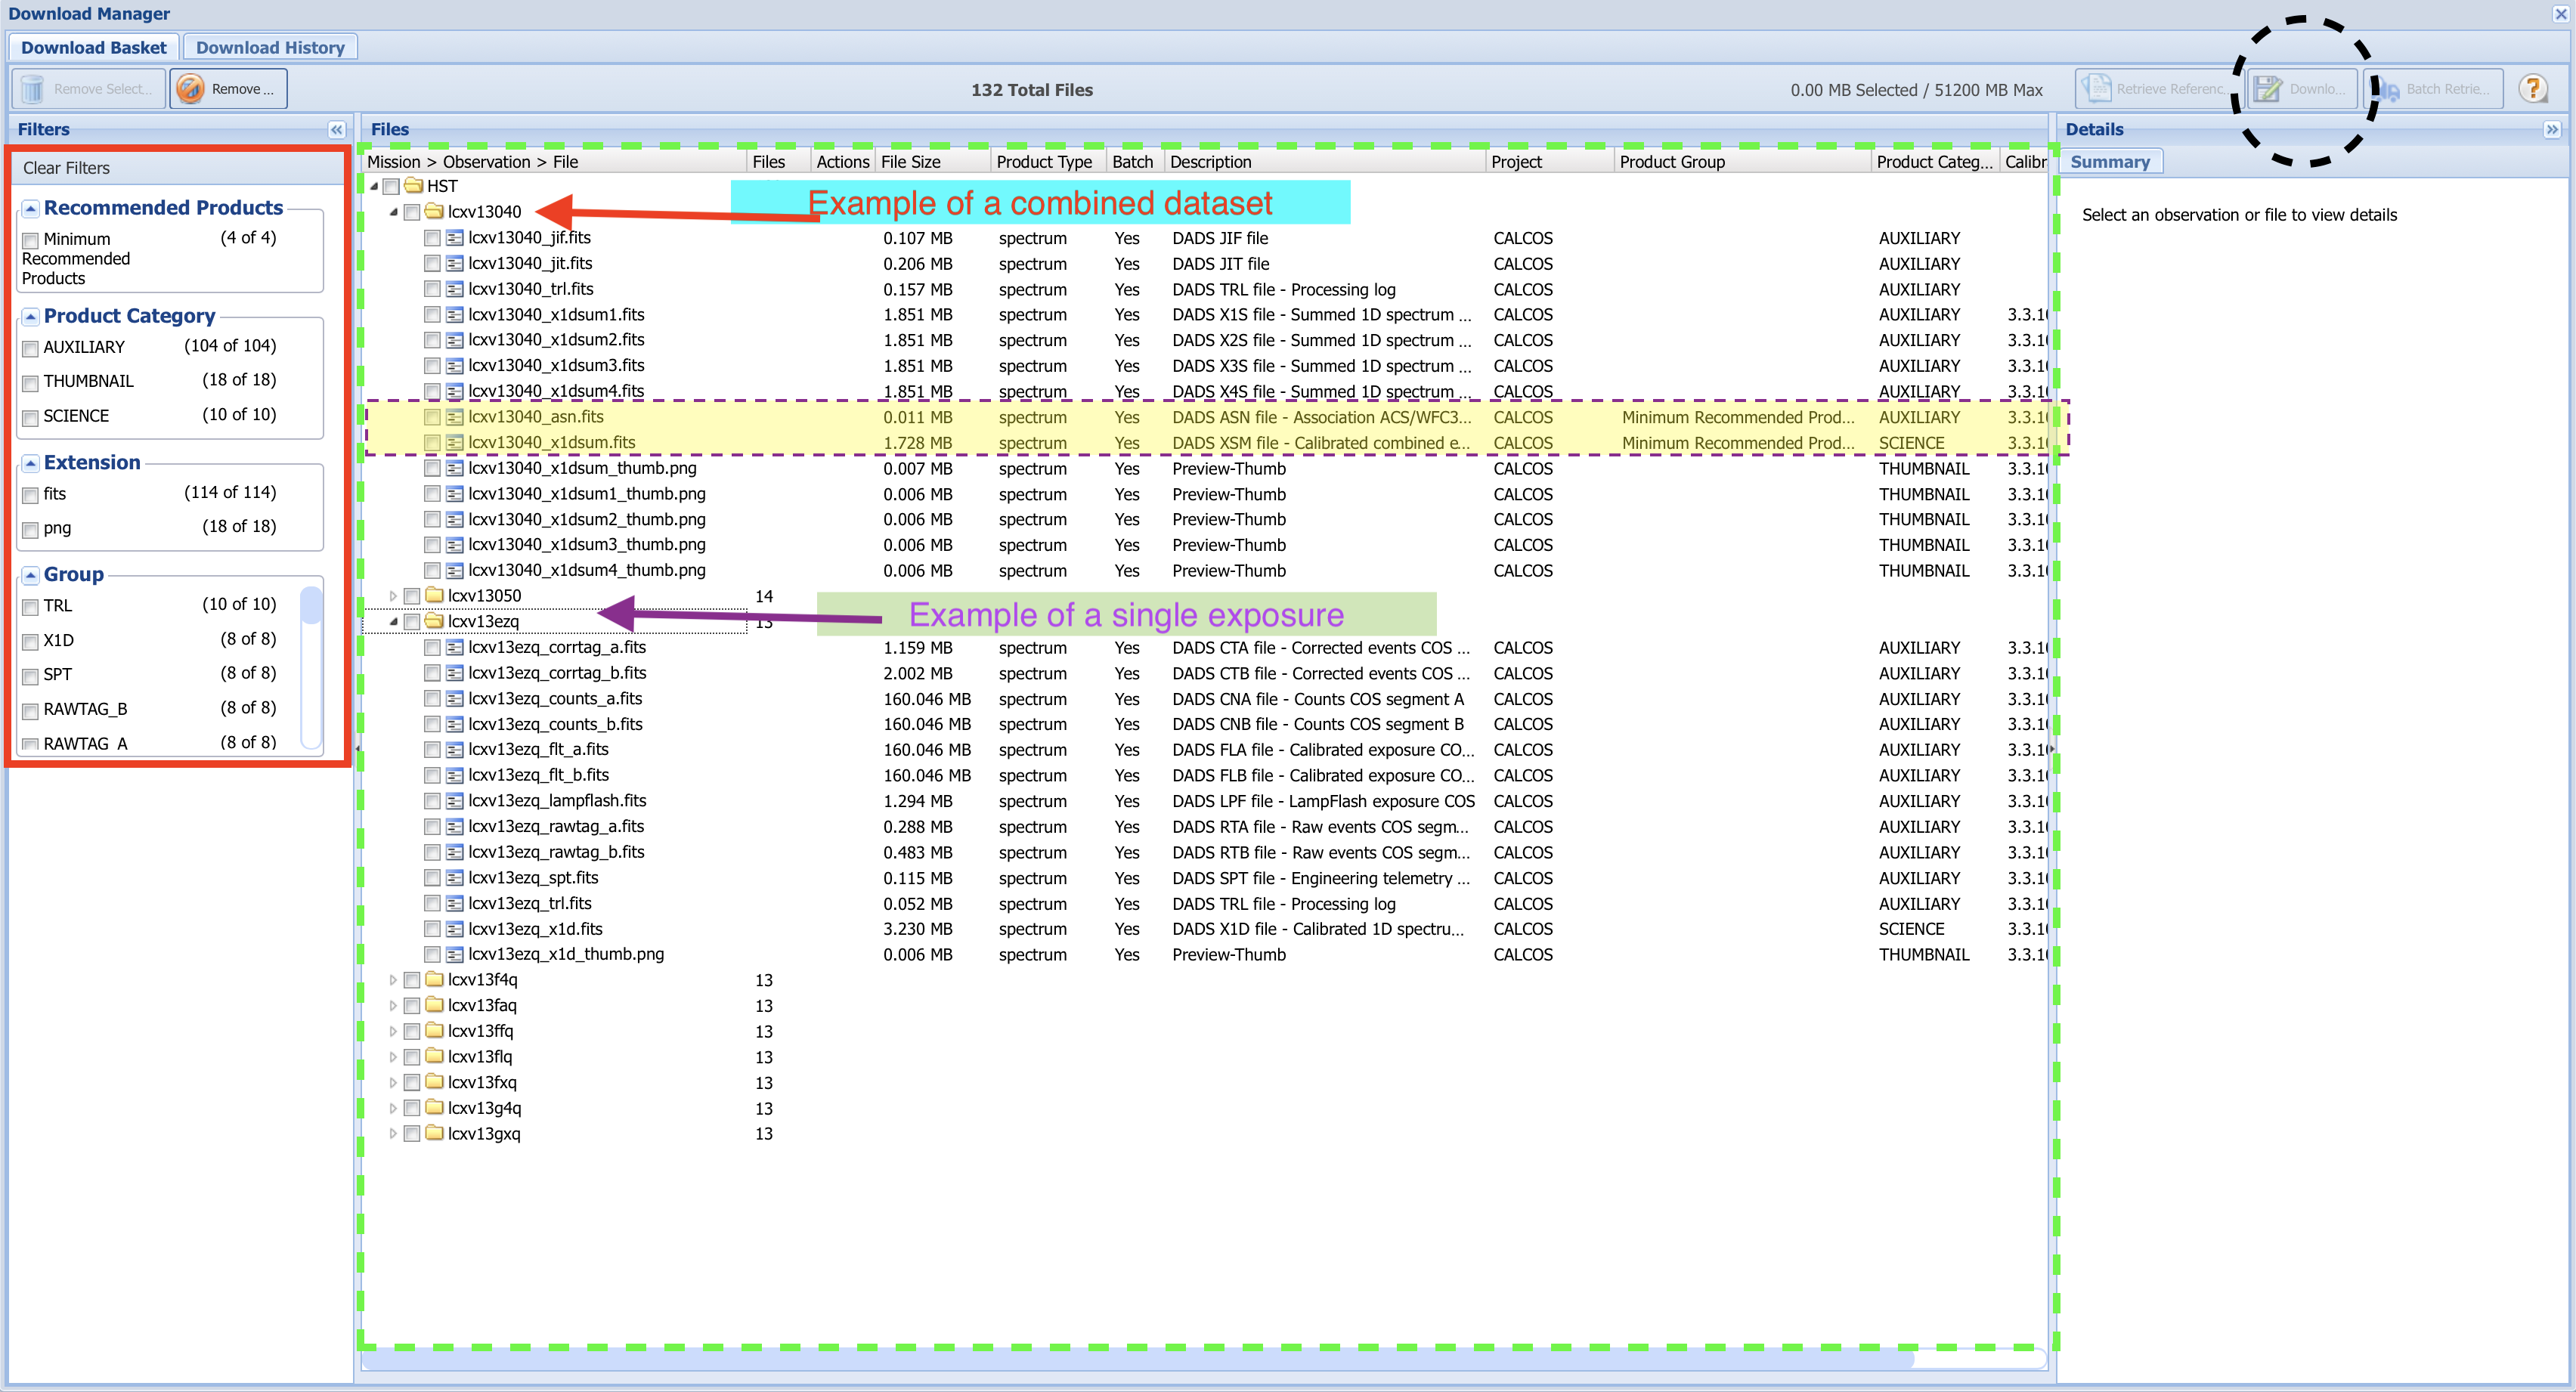 Download Manager
Download Basket Download History
Remove Select... Remove ... 132 Total Files 0.00 MB Selected / 51200 MB Max Retrieve Referenc... Downlo... Batch Retrie...
Filters Files Details
Clear Filters
Recommended Products
Minimum Recommended Products (4 of 4)
Product Category
AUXILIARY (104 of 104)
THUMBNAIL (18 of 18)
SCIENCE (10 of 10)
Extension
fits (114 of 114)
png (18 of 18)
Group
TRL (10 of 10)
X1D (8 of 8)
SPT (8 of 8)
RAWTAG_B (8 of 8)
RAWTAG_A (8 of 8)
Mission > Observation > File Files Actions File Size Product Type Batch Description Project Product Group Product Categ... Calibr
HST
lcxv13040 Example of a combined dataset
lcxv13040_jif.fits 0.107 MB spectrum Yes DADS JIF file CALCOS AUXILIARY
lcxv13040_jit.fits 0.206 MB spectrum Yes DADS JIT file CALCOS AUXILIARY
lcxv13040_trl.fits 0.157 MB spectrum Yes DADS TRL file - Processing log CALCOS AUXILIARY
lcxv13040_x1dsum1.fits 1.851 MB spectrum Yes DADS X1S file - Summed 1D spectrum ... CALCOS AUXILIARY 3.3.1
lcxv13040_x1dsum2.fits 1.851 MB spectrum Yes DADS X2S file - Summed 1D spectrum ... CALCOS AUXILIARY 3.3.1
lcxv13040_x1dsum3.fits 1.851 MB spectrum Yes DADS X3S file - Summed 1D spectrum ... CALCOS AUXILIARY 3.3.1
lcxv13040_x1dsum4.fits 1.851 MB spectrum Yes DADS X4S file - Summed 1D spectrum ... CALCOS AUXILIARY 3.3.1
lcxv13040_asn.fits 0.011 MB spectrum Yes DADS ASN file - Association ACS/WFC3... CALCOS Minimum Recommended Prod... AUXILIARY 3.3.1
lcxv13040_x1dsum.fits 1.728 MB spectrum Yes DADS XSM file - Calibrated combined e... CALCOS Minimum Recommended Prod... SCIENCE 3.3.1
lcxv13040_x1dsum_thumb.png 0.007 MB spectrum Yes Preview-Thumb CALCOS THUMBNAIL 3.3.1
lcxv13040_x1dsum1_thumb.png 0.006 MB spectrum Yes Preview-Thumb CALCOS THUMBNAIL 3.3.1
lcxv13040_x1dsum2_thumb.png 0.006 MB spectrum Yes Preview-Thumb CALCOS THUMBNAIL 3.3.1
lcxv13040_x1dsum3_thumb.png 0.006 MB spectrum Yes Preview-Thumb CALCOS THUMBNAIL 3.3.1
lcxv13040_x1dsum4_thumb.png 0.006 MB spectrum Yes Preview-Thumb CALCOS THUMBNAIL 3.3.1
lcxv13050 14
lcxv13ezq 13 Example of a single exposure
lcxv13ezq_corrtag_a.fits 1.159 MB spectrum Yes DADS CTA file - Corrected events COS ... CALCOS AUXILIARY 3.3.1
lcxv13ezq_corrtag_b.fits 2.002 MB spectrum Yes DADS CTB file - Corrected events COS ... CALCOS AUXILIARY 3.3.1
lcxv13ezq_counts_a.fits 160.046 MB spectrum Yes DADS CNA file - Counts COS segment A CALCOS AUXILIARY 3.3.1
lcxv13ezq_counts_b.fits 160.046 MB spectrum Yes DADS CNB file - Counts COS segment B CALCOS AUXILIARY 3.3.1
lcxv13ezq_flt_a.fits 160.046 MB spectrum Yes DADS FLA file - Calibrated exposure CO... CALCOS AUXILIARY 3.3.1
lcxv13ezq_flt_b.fits 160.046 MB spectrum Yes DADS FLB file - Calibrated exposure CO... CALCOS AUXILIARY 3.3.1
lcxv13ezq_lampflash.fits 1.294 MB spectrum Yes DADS LPF file - LampFlash exposure COS CALCOS AUXILIARY 3.3.1
lcxv13ezq_rawtag_a.fits 0.288 MB spectrum Yes DADS RTA file - Raw events COS segm... CALCOS AUXILIARY 3.3.1
lcxv13ezq_rawtag_b.fits 0.483 MB spectrum Yes DADS RTB file - Raw events COS segm... CALCOS AUXILIARY 3.3.1
lcxv13ezq_spt.fits 0.115 MB spectrum Yes DADS SPT file - Engineering telemetry ... CALCOS AUXILIARY 3.3.1
lcxv13ezq_trl.fits 0.052 MB spectrum Yes DADS TRL file - Processing log CALCOS AUXILIARY 3.3.1
lcxv13ezq_x1d.fits 3.230 MB spectrum Yes DADS X1D file - Calibrated 1D spectru... CALCOS SCIENCE 3.3.1
lcxv13ezq_x1d_thumb.png 0.006 MB spectrum Yes Preview-Thumb CALCOS THUMBNAIL 3.3.1
lcxv13f4q 13
lcxv13faq 13
lcxv13ffq 13
lcxv13flq 13
lcxv13fxq 13
lcxv13g4q 13
lcxv13gxq 13
Summary
Select an observation or file to view details